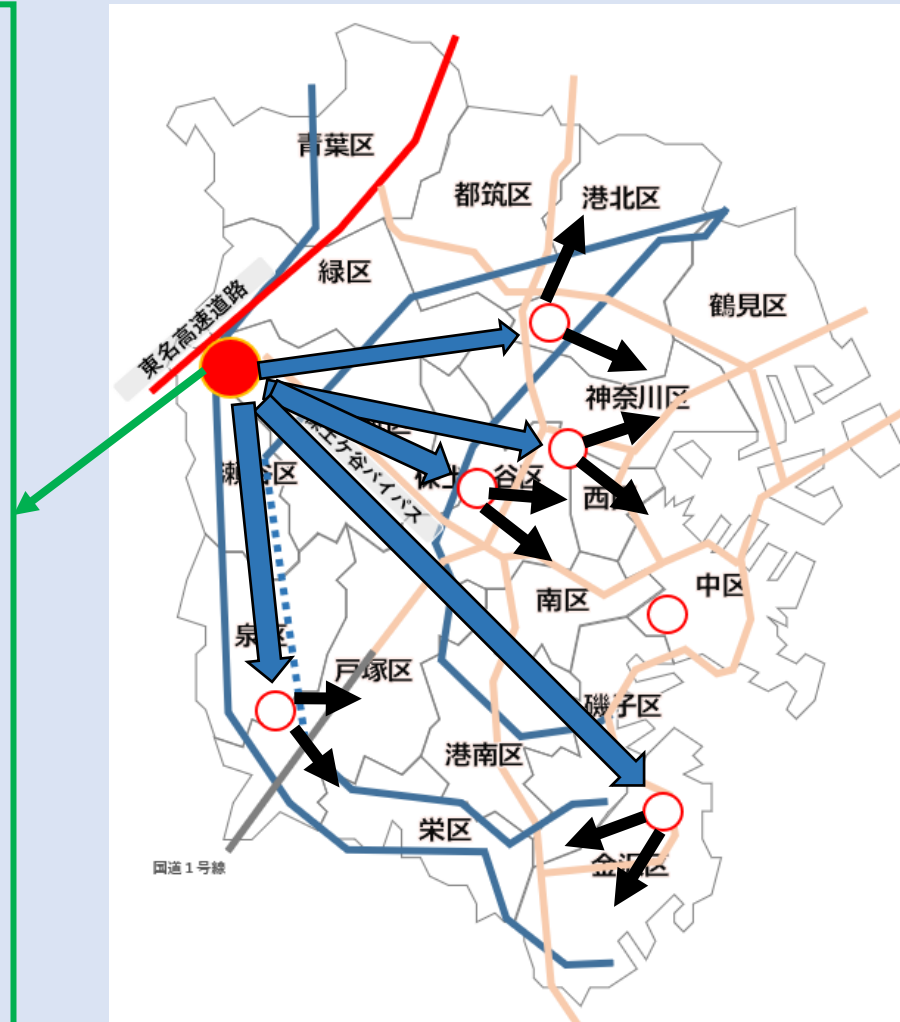 青葉区
都筑区
港北区
緑区
鶴見区
東名高速道路
神奈川区
保土ケ谷バイパス
瀬谷区
保土 谷区
西区
南区
中区
泉区
戸塚区
磯子区
港南区
栄区
金沢区
国道１号線